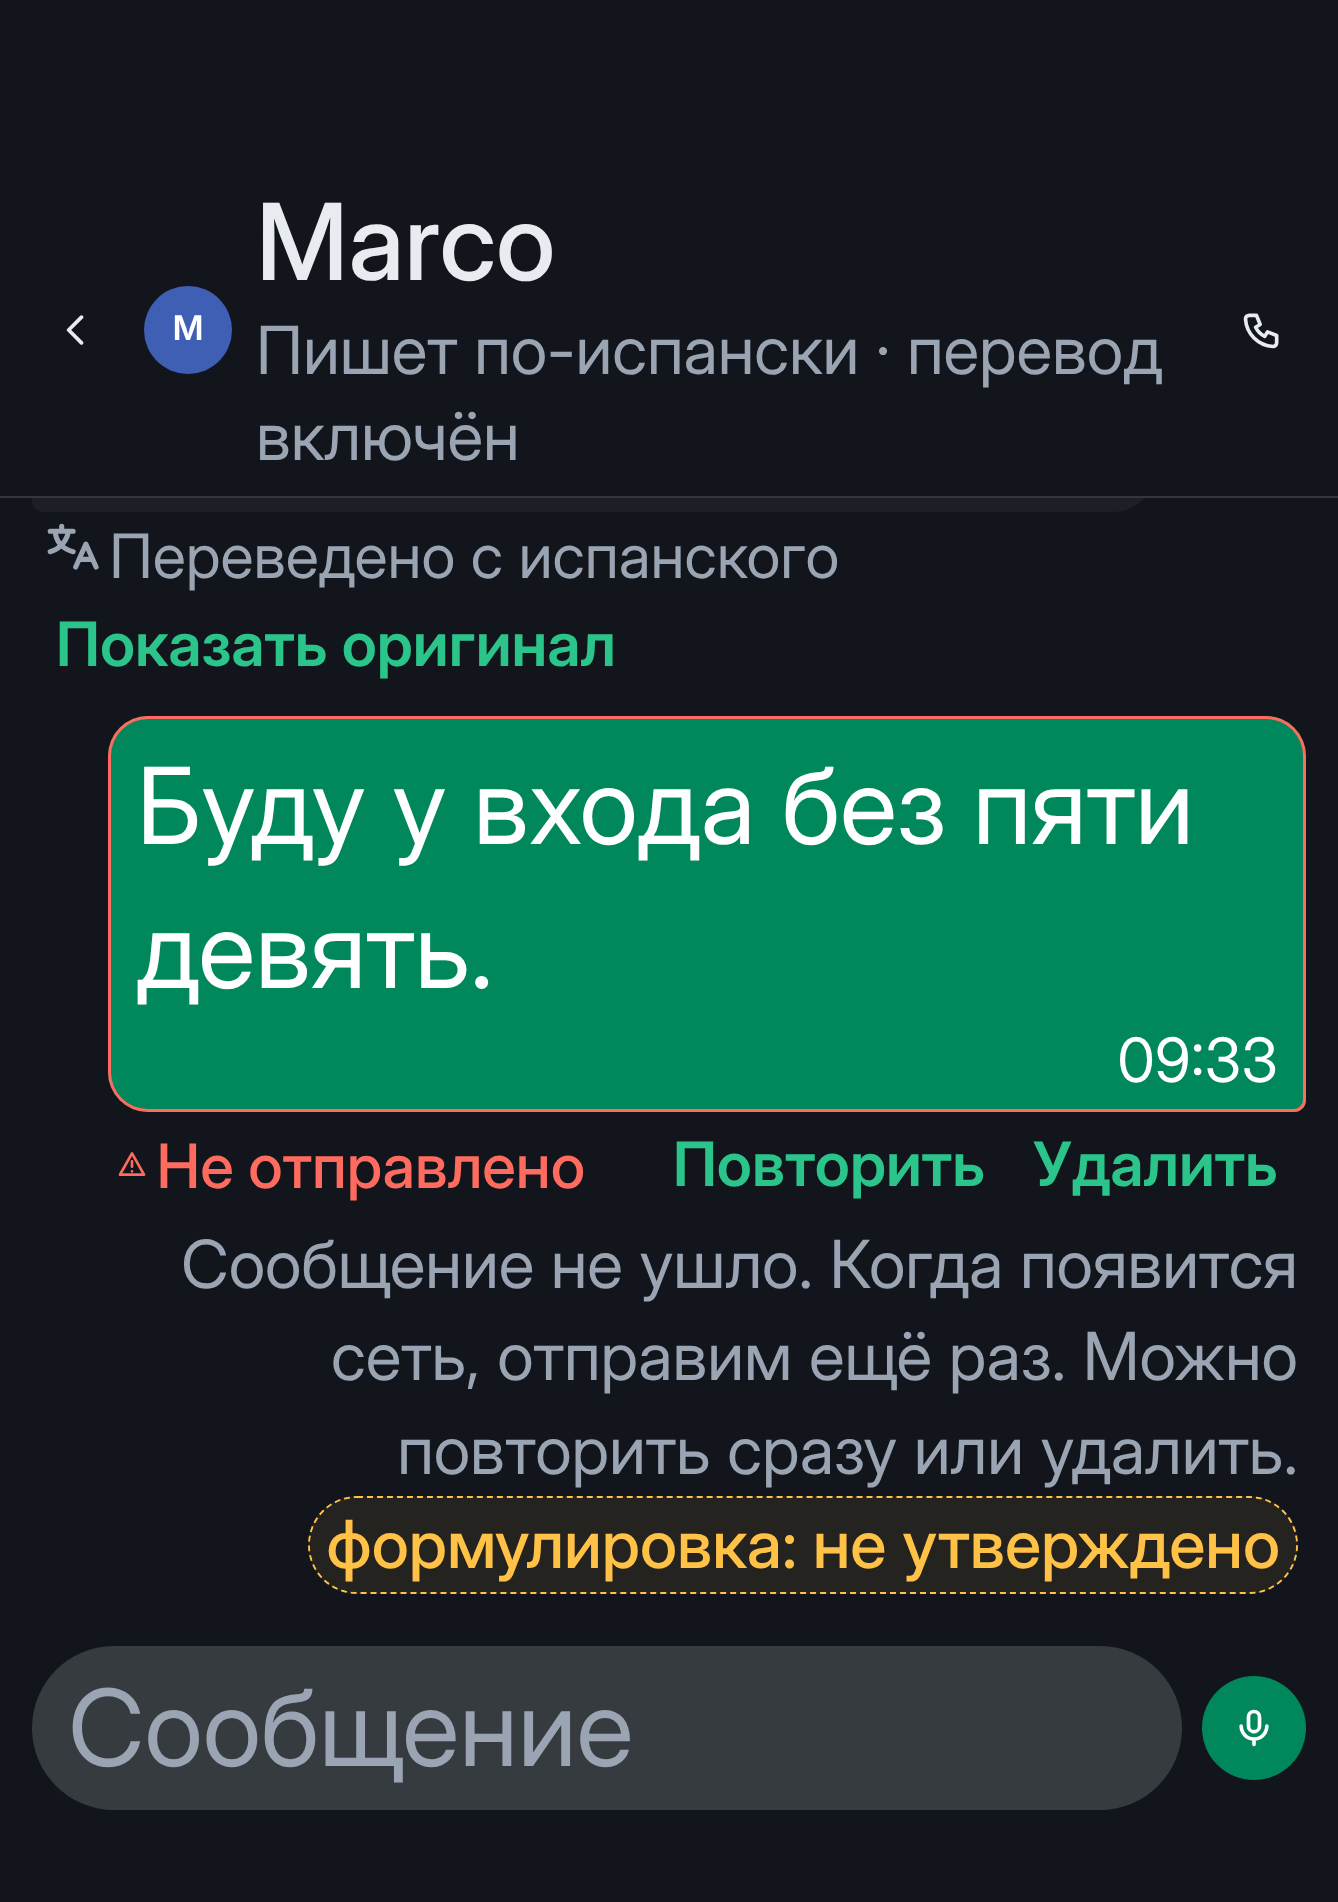 Marco
M
Пишет по-испански · перевод
включён
Переведено с испанского
Показать оригинал
Буду у входа без пяти
девять.
09:33
Не отправлено Повторить Удалить
Сообщение не ушло. Когда появится
сеть, отправим ещё раз. Можно
повторить сразу или удалить.
формулировка: не утверждено
Сообщение